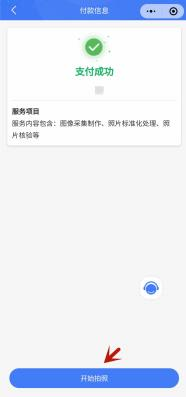 付款信息
支付成功
服务项目
服务内容包含：图像采集制作、照片标准化处理、照
片核验等
开始拍照